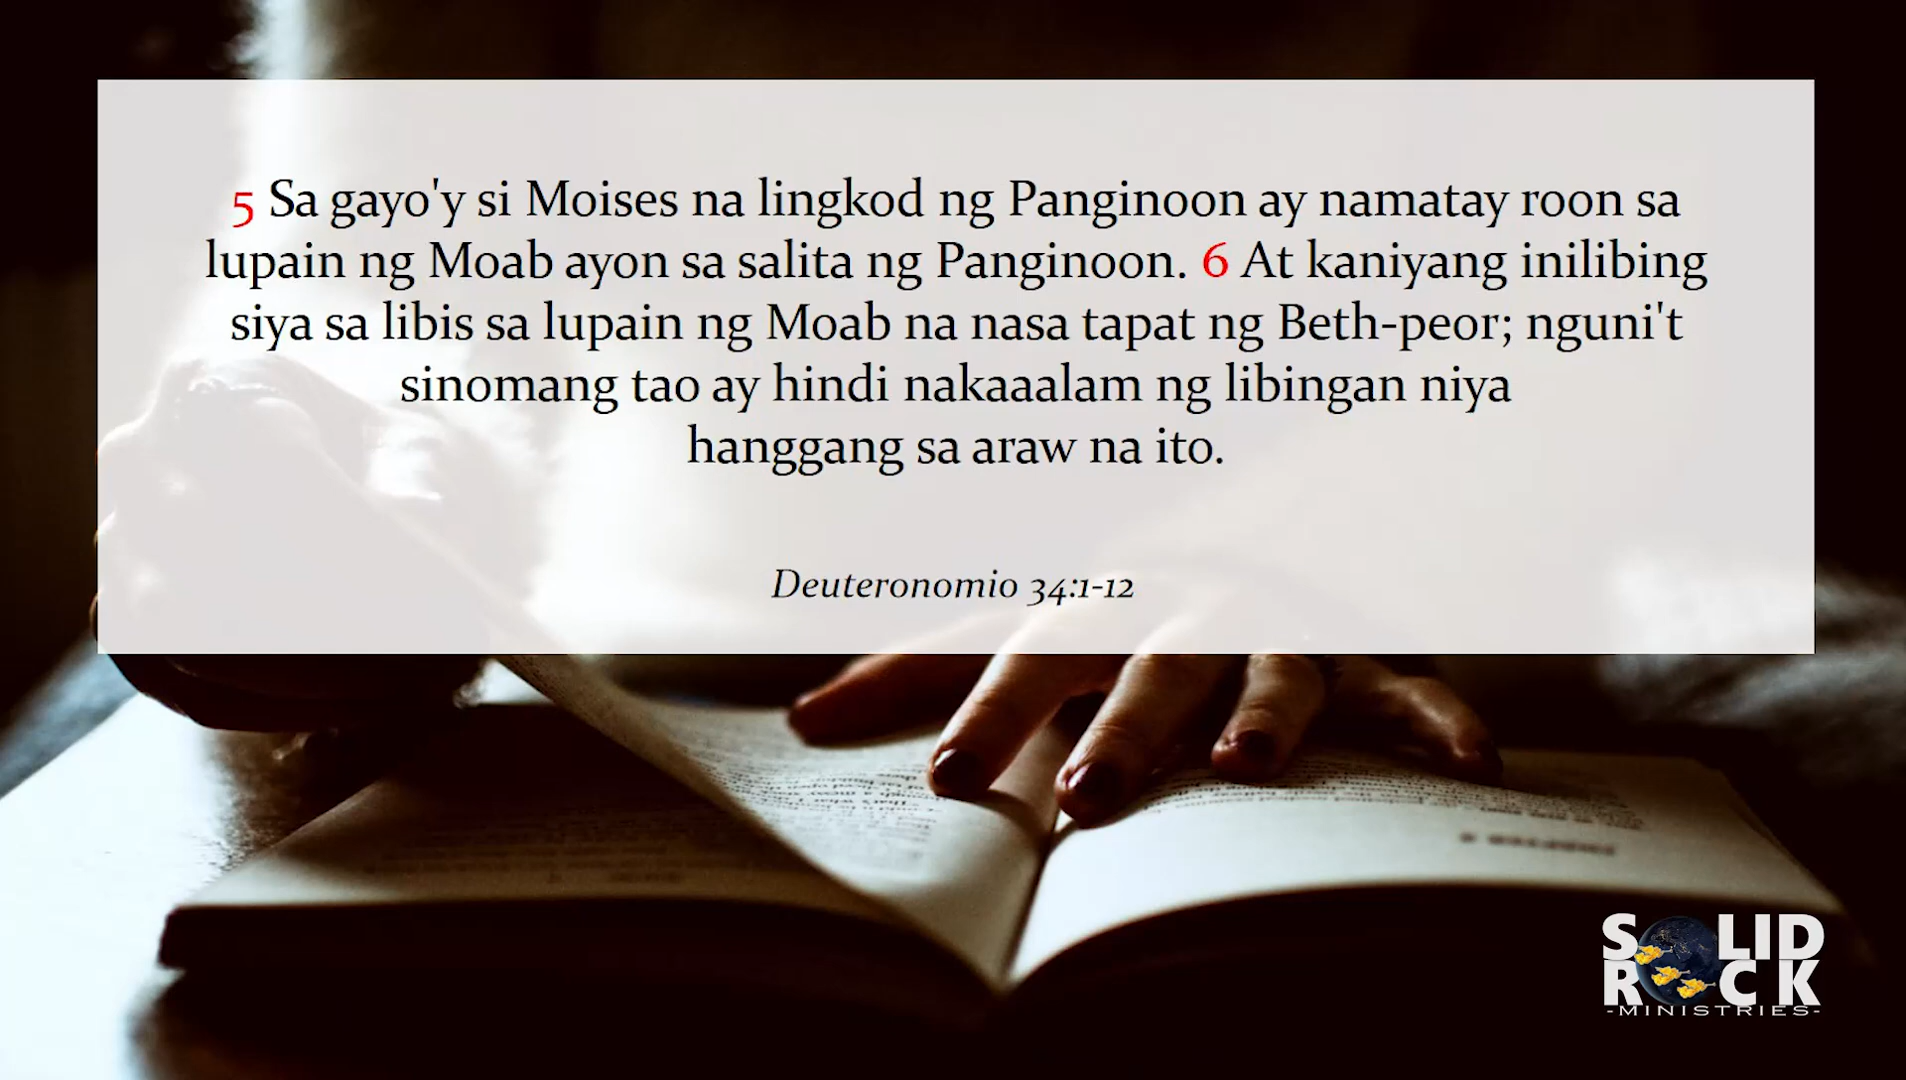 5 Sa gayo'y si Moises na lingkod ng Panginoon ay namatay roon sa
lupain ng Moab ayon sa salita ng Panginoon. 6 At kaniyang inilibing
siya sa libis sa lupain ng Moab na nasa tapat ng Beth-peor; nguni't
sinomang tao ay hindi nakaaalam ng libingan niya
hanggang sa araw na ito.
Deuteronomio 34:1-12
SOLID
ROCK
-MINISTRIES-